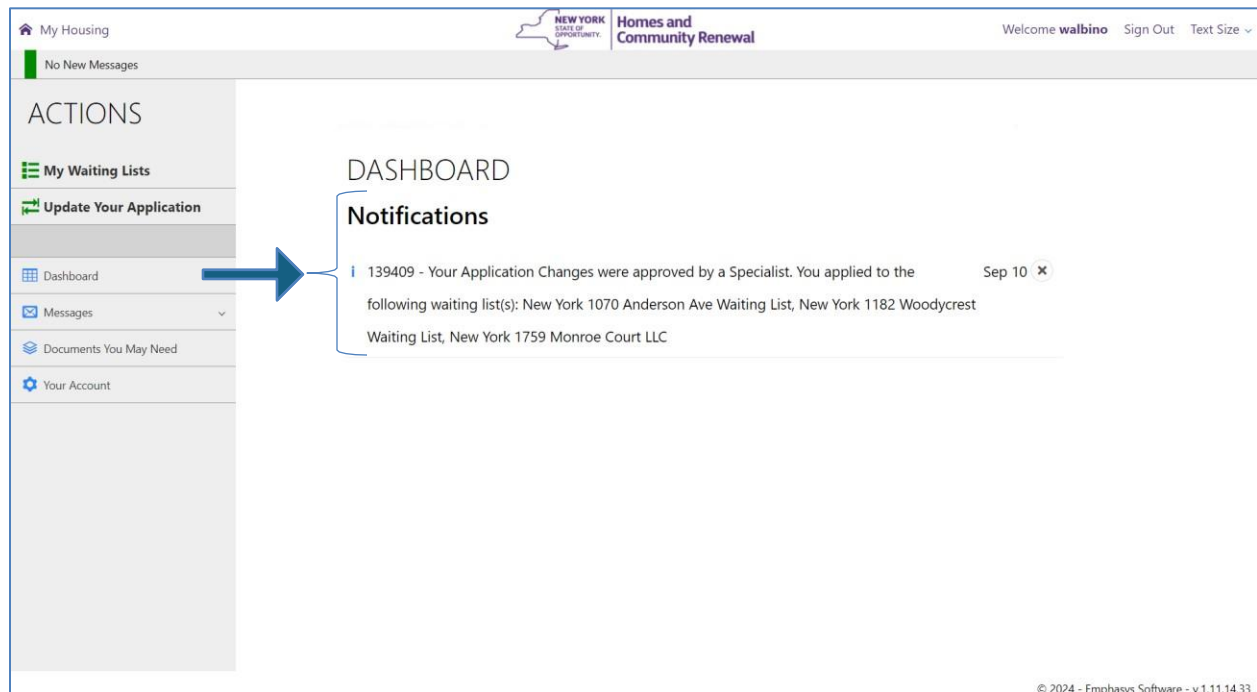 My Housing
NEW YORK
STATE OF
OPPORTUNITY.
Homes and
Community Renewal
Welcome walbino Sign Out Text Size
No New Messages
ACTIONS
My Waiting Lists
Update Your Application
Dashboard
Messages
Documents You May Need
Your Account
DASHBOARD
Notifications
i 139409 - Your Application Changes were approved by a Specialist. You applied to the Sep 10
following waiting list(s): New York 1070 Anderson Ave Waiting List, New York 1182 Woodycrest
Waiting List, New York 1759 Monroe Court LLC
© 2024 - Emphasys Software - v.1.11.14.33